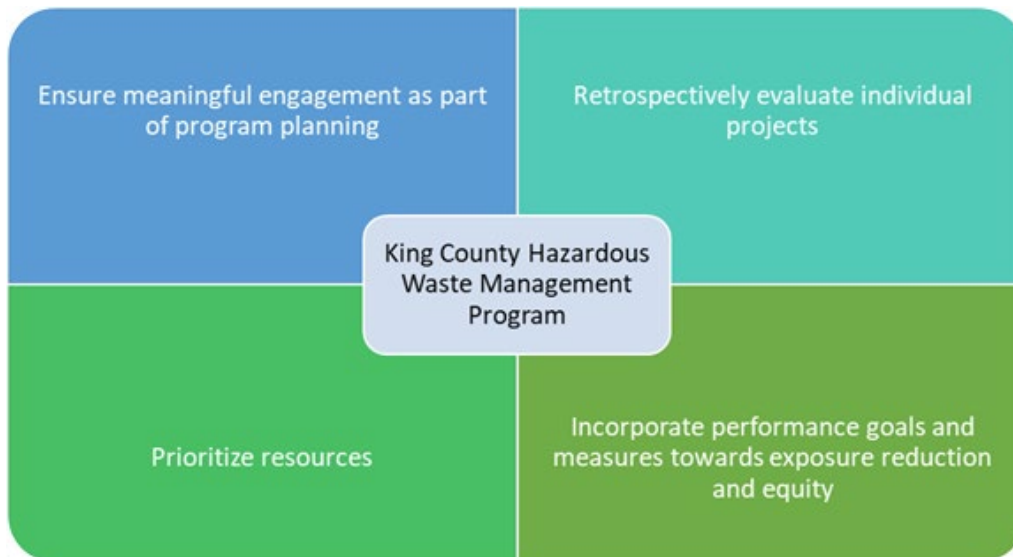 Ensure meaningful engagement as part
of program planning
Retrospectively evaluate individual
projects
King County Hazardous
Waste Management
Program
Prioritize resources
Incorporate performance goals and
measures towards exposure reduction
and equity